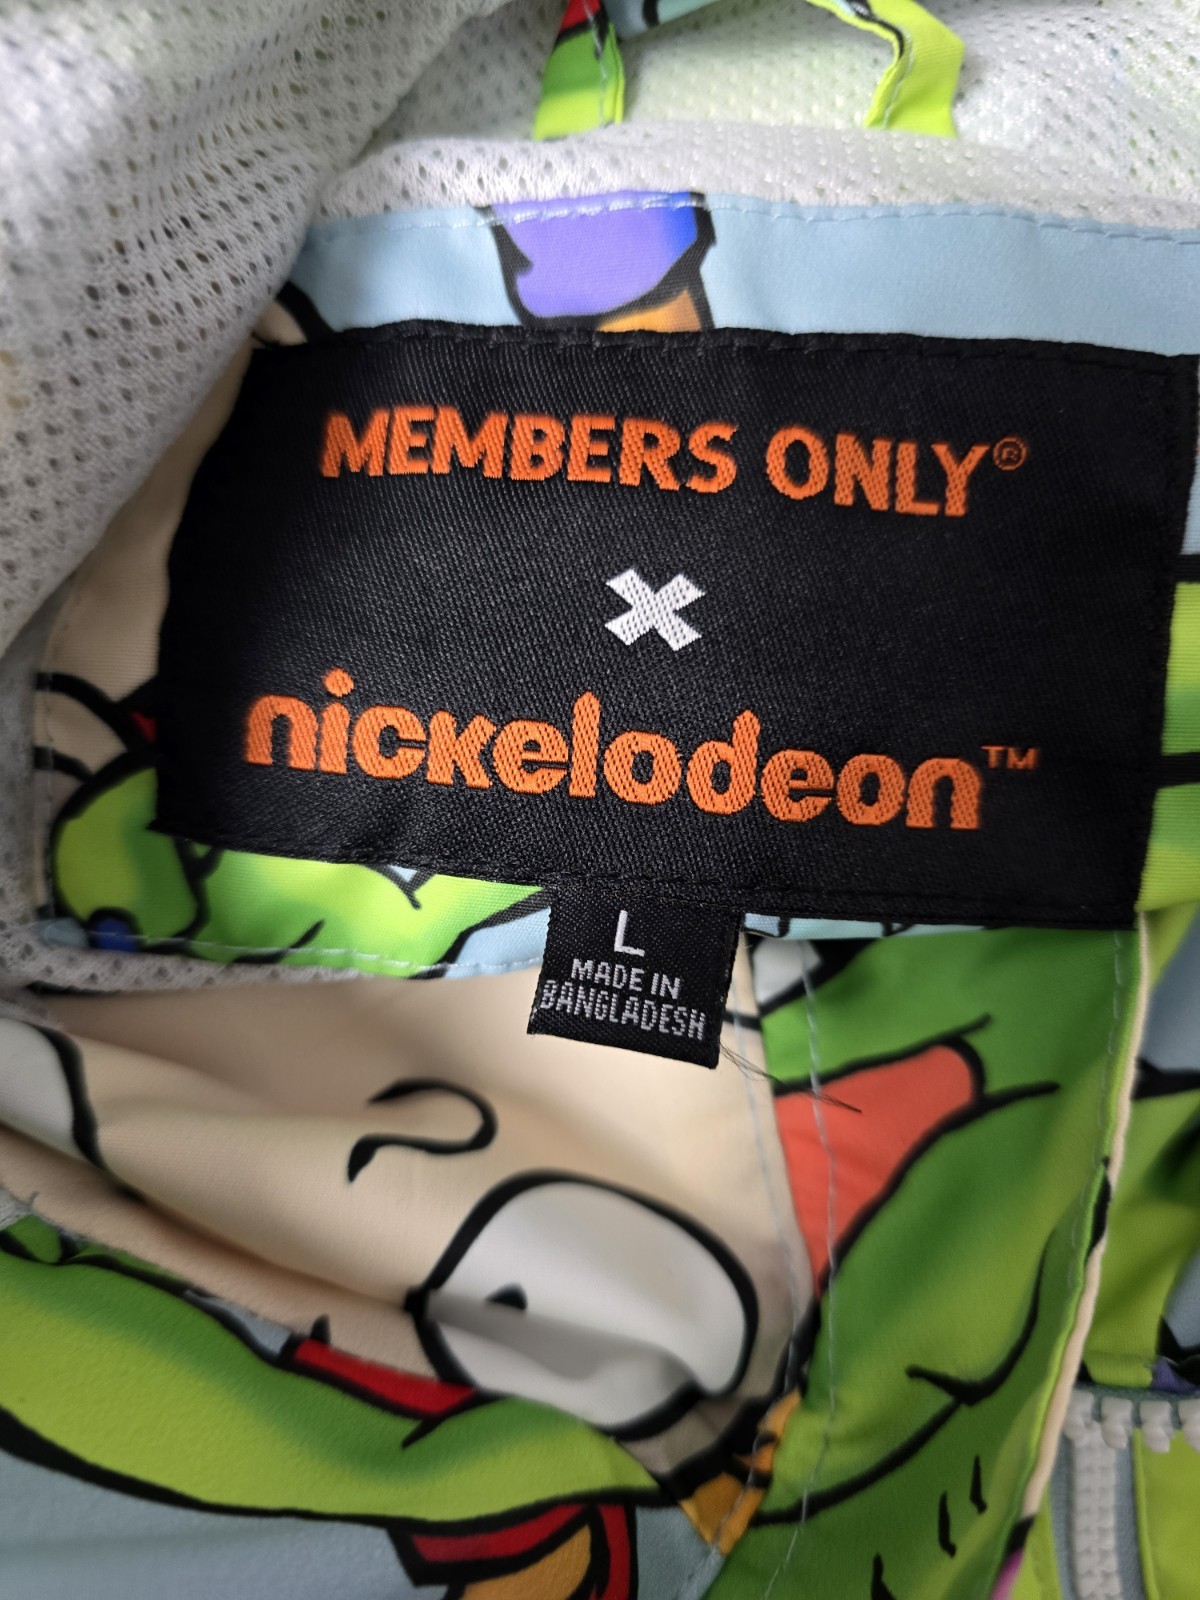 MEMBERS ONLY®
X
nickelodeon™
L
MADE IN
BANGLADESH